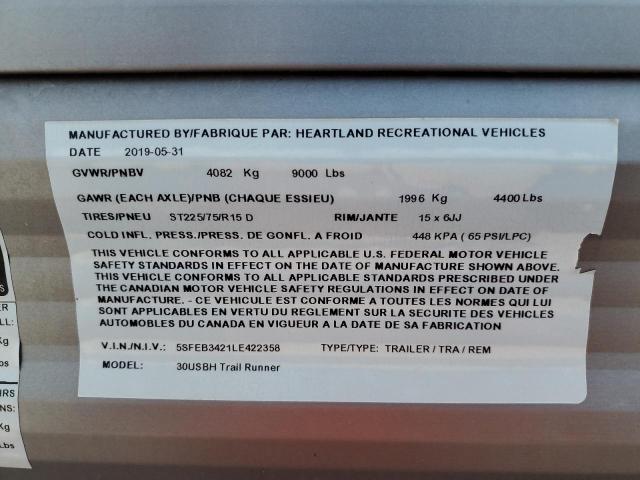 MANUFACTURED BY/FABRIQUE PAR: HEARTLAND RECREATIONAL VEHICLES
DATE 2019-05-31
GVWR/PNBV 4082 Kg 9000 Lbs
GAWR (EACH AXLE)/PNB (CHAQUE ESSIEU) 1996 Kg 4400 Lbs
TIRES/PNEU ST225/75/R15 D RIM/JANTE 15 x 6JJ
COLD INFL. PRESS./PRESS. DE GONFL. A FROID 448 KPA ( 65 PSI/LPC)
THIS VEHICLE CONFORMS TO ALL APPLICABLE U.S. FEDERAL MOTOR VEHICLE
SAFETY STANDARDS IN EFFECT ON THE DATE OF MANUFACTURE SHOWN ABOVE.
THIS VEHICLE CONFORMS TO ALL APPLICABLE STANDARDS PRESCRIBED UNDER
THE CANADIAN MOTOR VEHICLE SAFETY REGULATIONS IN EFFECT ON DATE OF
MANUFACTURE. - CE VEHICULE EST CONFORME A TOUTES LES NORMES QUI LUI
SONT APPLICABLES EN VERTU DU REGLEMENT SUR LA SECURITE DES VEHICLES
AUTOMOBILES DU CANADA EN VIGUEUR A LA DATE DE SA FABRICATION
V.I.N./N.I.V.: 5SFEB3421LE422358 TYPE/TYPE: TRAILER / TRA / REM
MODEL: 30USBH Trail Runner
Kg
Lbs